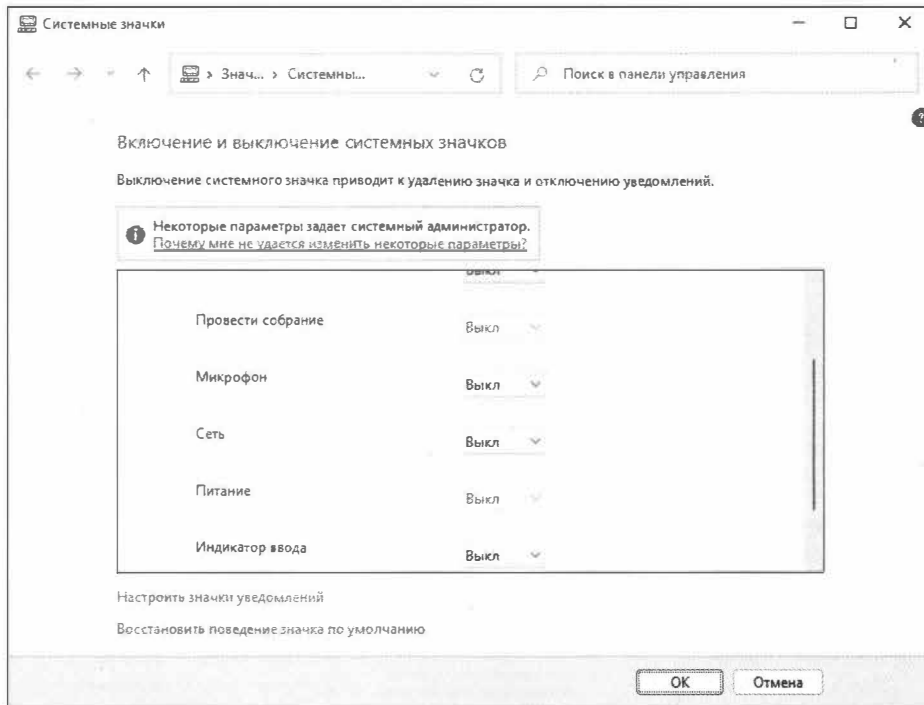 Системные значки
Знач... > Системны...
Поиск в панели управления
?
Включение и выключение системных значков
Выключение системного значка приводит к удалению значка и отключению уведомлений.
Некоторые параметры задает системный администратор.
Почему мне не удается изменить некоторые параметры?
Выкл
Провести собрание Выкл
Микрофон Выкл
Сеть Выкл
Питание Выкл
Индикатор ввода Выкл
Настроить значки уведомлений
Восстановить поведение значка по умолчанию
OK Отмена